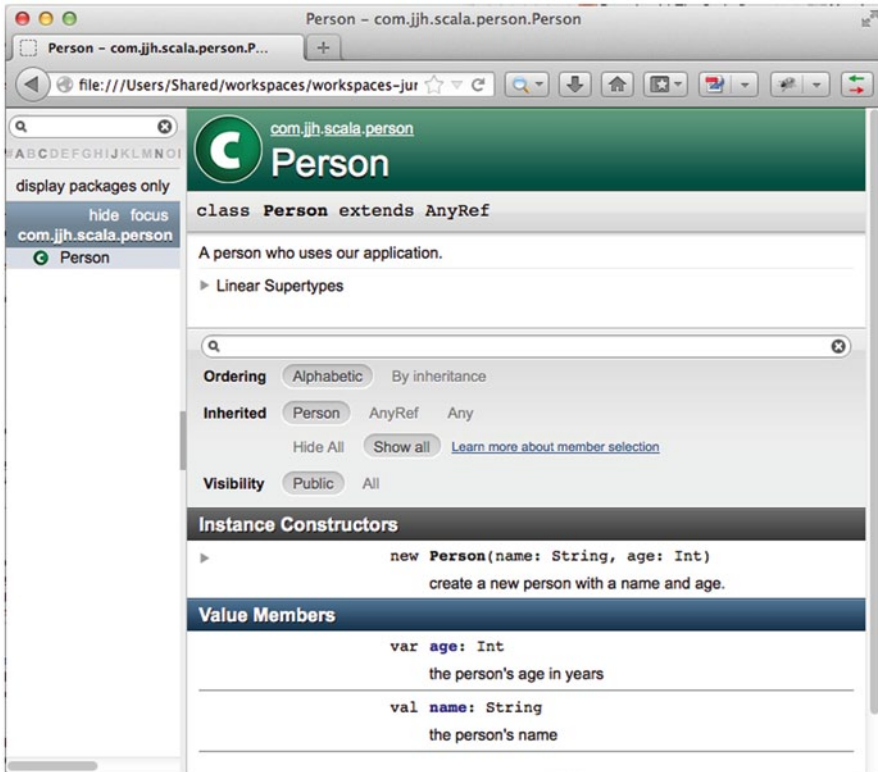 Person – com.jjh.scala.person.Person
Person – com.jjh.scala.person.P...
file:///Users/Shared/workspaces/workspaces-jur
#ABCDEFGHIJKLMNO
display packages only
hide focus
com.jjh.scala.person
C Person
C
com.jjh.scala.person
Person
class Person extends AnyRef
A person who uses our application.
Linear Supertypes
Ordering Alphabetic By inheritance
Inherited Person AnyRef Any
Hide All Show all Learn more about member selection
Visibility Public All
Instance Constructors
new Person(name: String, age: Int)
create a new person with a name and age.
Value Members
var age: Int
the person's age in years
val name: String
the person's name